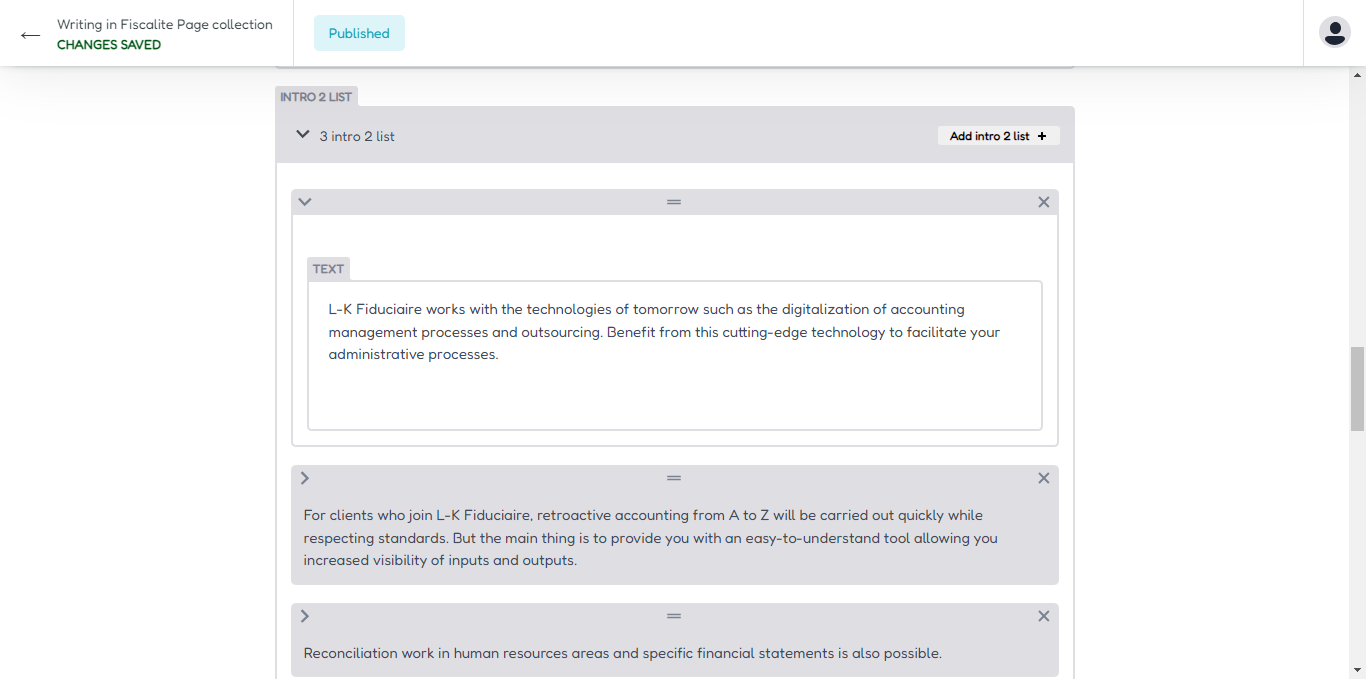 Writing in Fiscalite Page collection
CHANGES SAVED
Published
INTRO 2 LIST
3 intro 2 list
Add intro 2 list +
TEXT
L-K Fiduciaire works with the technologies of tomorrow such as the digitalization of accounting
management processes and outsourcing. Benefit from this cutting-edge technology to facilitate your
administrative processes.
For clients who join L-K Fiduciaire, retroactive accounting from A to Z will be carried out quickly while
respecting standards. But the main thing is to provide you with an easy-to-understand tool allowing you
increased visibility of inputs and outputs.
Reconciliation work in human resources areas and specific financial statements is also possible.